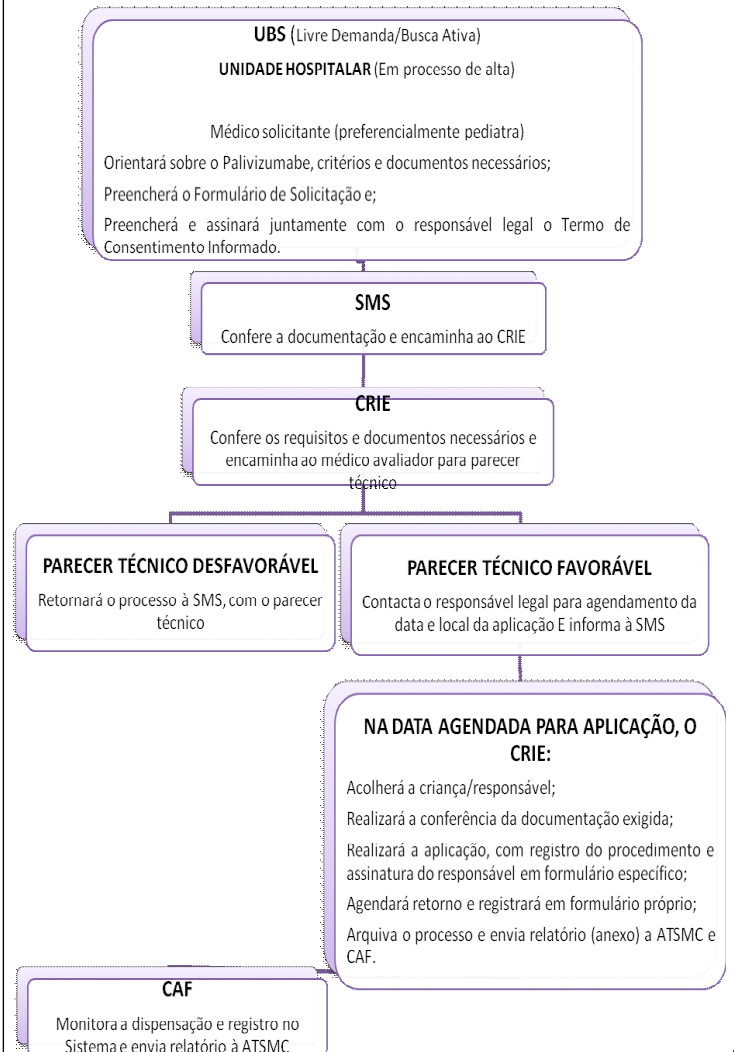 UBS (Livre Demanda/Busca Ativa)
UNIDADE HOSPITALAR (Em processo de alta)
Médico solicitante (preferencialmente pediatra)
Orientará sobre o Palivizumabe, critérios e documentos necessários;
Preencherá o Formulário de Solicitação e;
Preencherá e assinará juntamente com o responsável legal o Termo de
Consentimento Informado.
SMS
Confere a documentação e encaminha ao CRIE
CRIE
Confere os requisitos e documentos necessários e
encaminha ao médico avaliador para parecer
técnico
PARECER TÉCNICO DESFAVORÁVEL
Retornará o processo à SMS, com o parecer
técnico
PARECER TÉCNICO FAVORÁVEL
Contacta o responsável legal para agendamento da
data e local da aplicação E informa à SMS
NA DATA AGENDADA PARA APLICAÇÃO, O
CRIE:
Acolherá a criança/responsável;
Realizará a conferência da documentação exigida;
Realizará a aplicação, com registro do procedimento e
assinatura do responsável em formulário específico;
Agendará retorno e registrará em formulário próprio;
Arquiva o processo e envia relatório (anexo) a ATSMC e
CAF.
CAF
Monitora a dispensação e registro no
Sistema e envia relatório à ATSMC